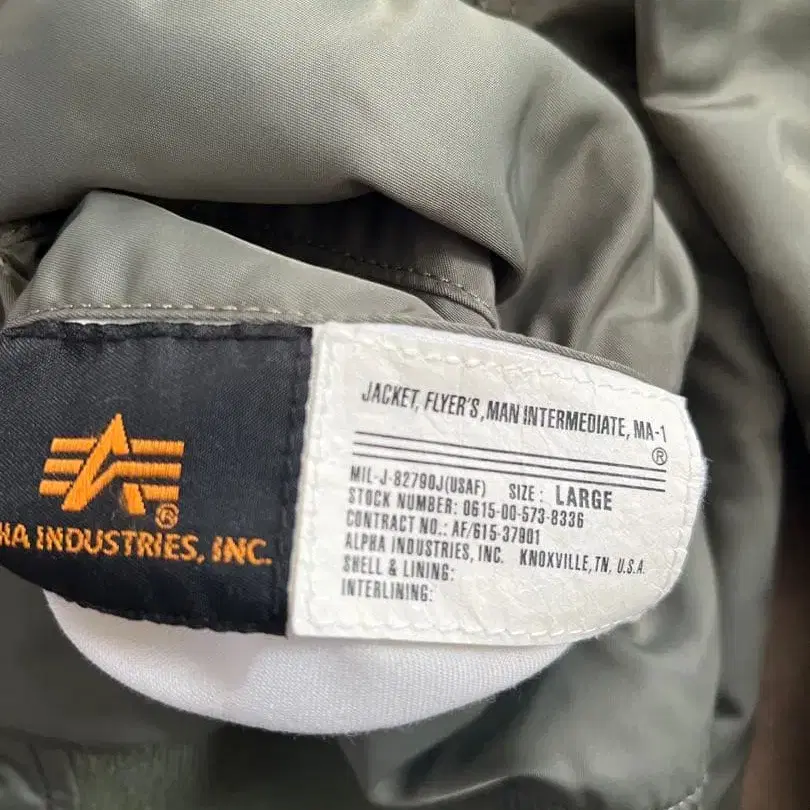 HA INDUSTRIES, INC.
®
JACKET, FLYER'S, MAN INTERMEDIATE, MA-1
®
MIL-J-82790J(USAF) SIZE: LARGE
STOCK NUMBER: 0615-00-573-8336
CONTRACT NO.: AF/615-37901
ALPHA INDUSTRIES, INC. KNOXVILLE, TN. U.S.A.
SHELL & LINING:
INTERLINING: